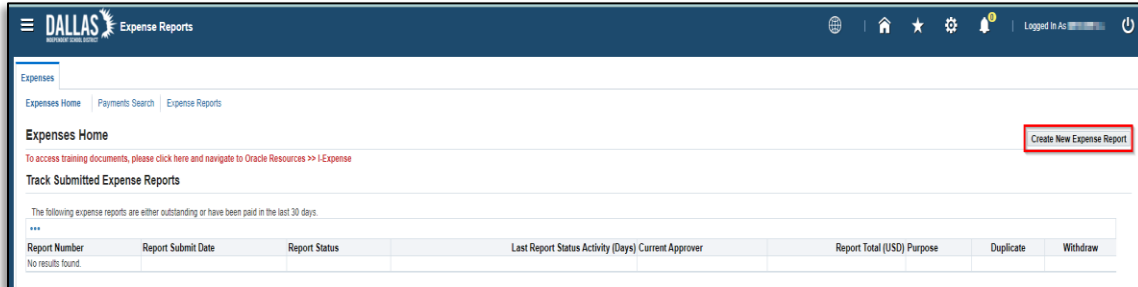 DALLAS Expense Reports 0 Logged In As
INDEPENDENT SCHOOL DISTRICT
Expenses
Expenses Home Payments Search Expense Reports
Expenses Home Create New Expense Report
To access training documents, please click here and navigate to Oracle Resources >> I-Expense
Track Submitted Expense Reports
The following expense reports are either outstanding or have been paid in the last 30 days.
Report Number Report Submit Date Report Status Last Report Status Activity (Days) Current Approver Report Total (USD) Purpose Duplicate Withdraw
No results found.